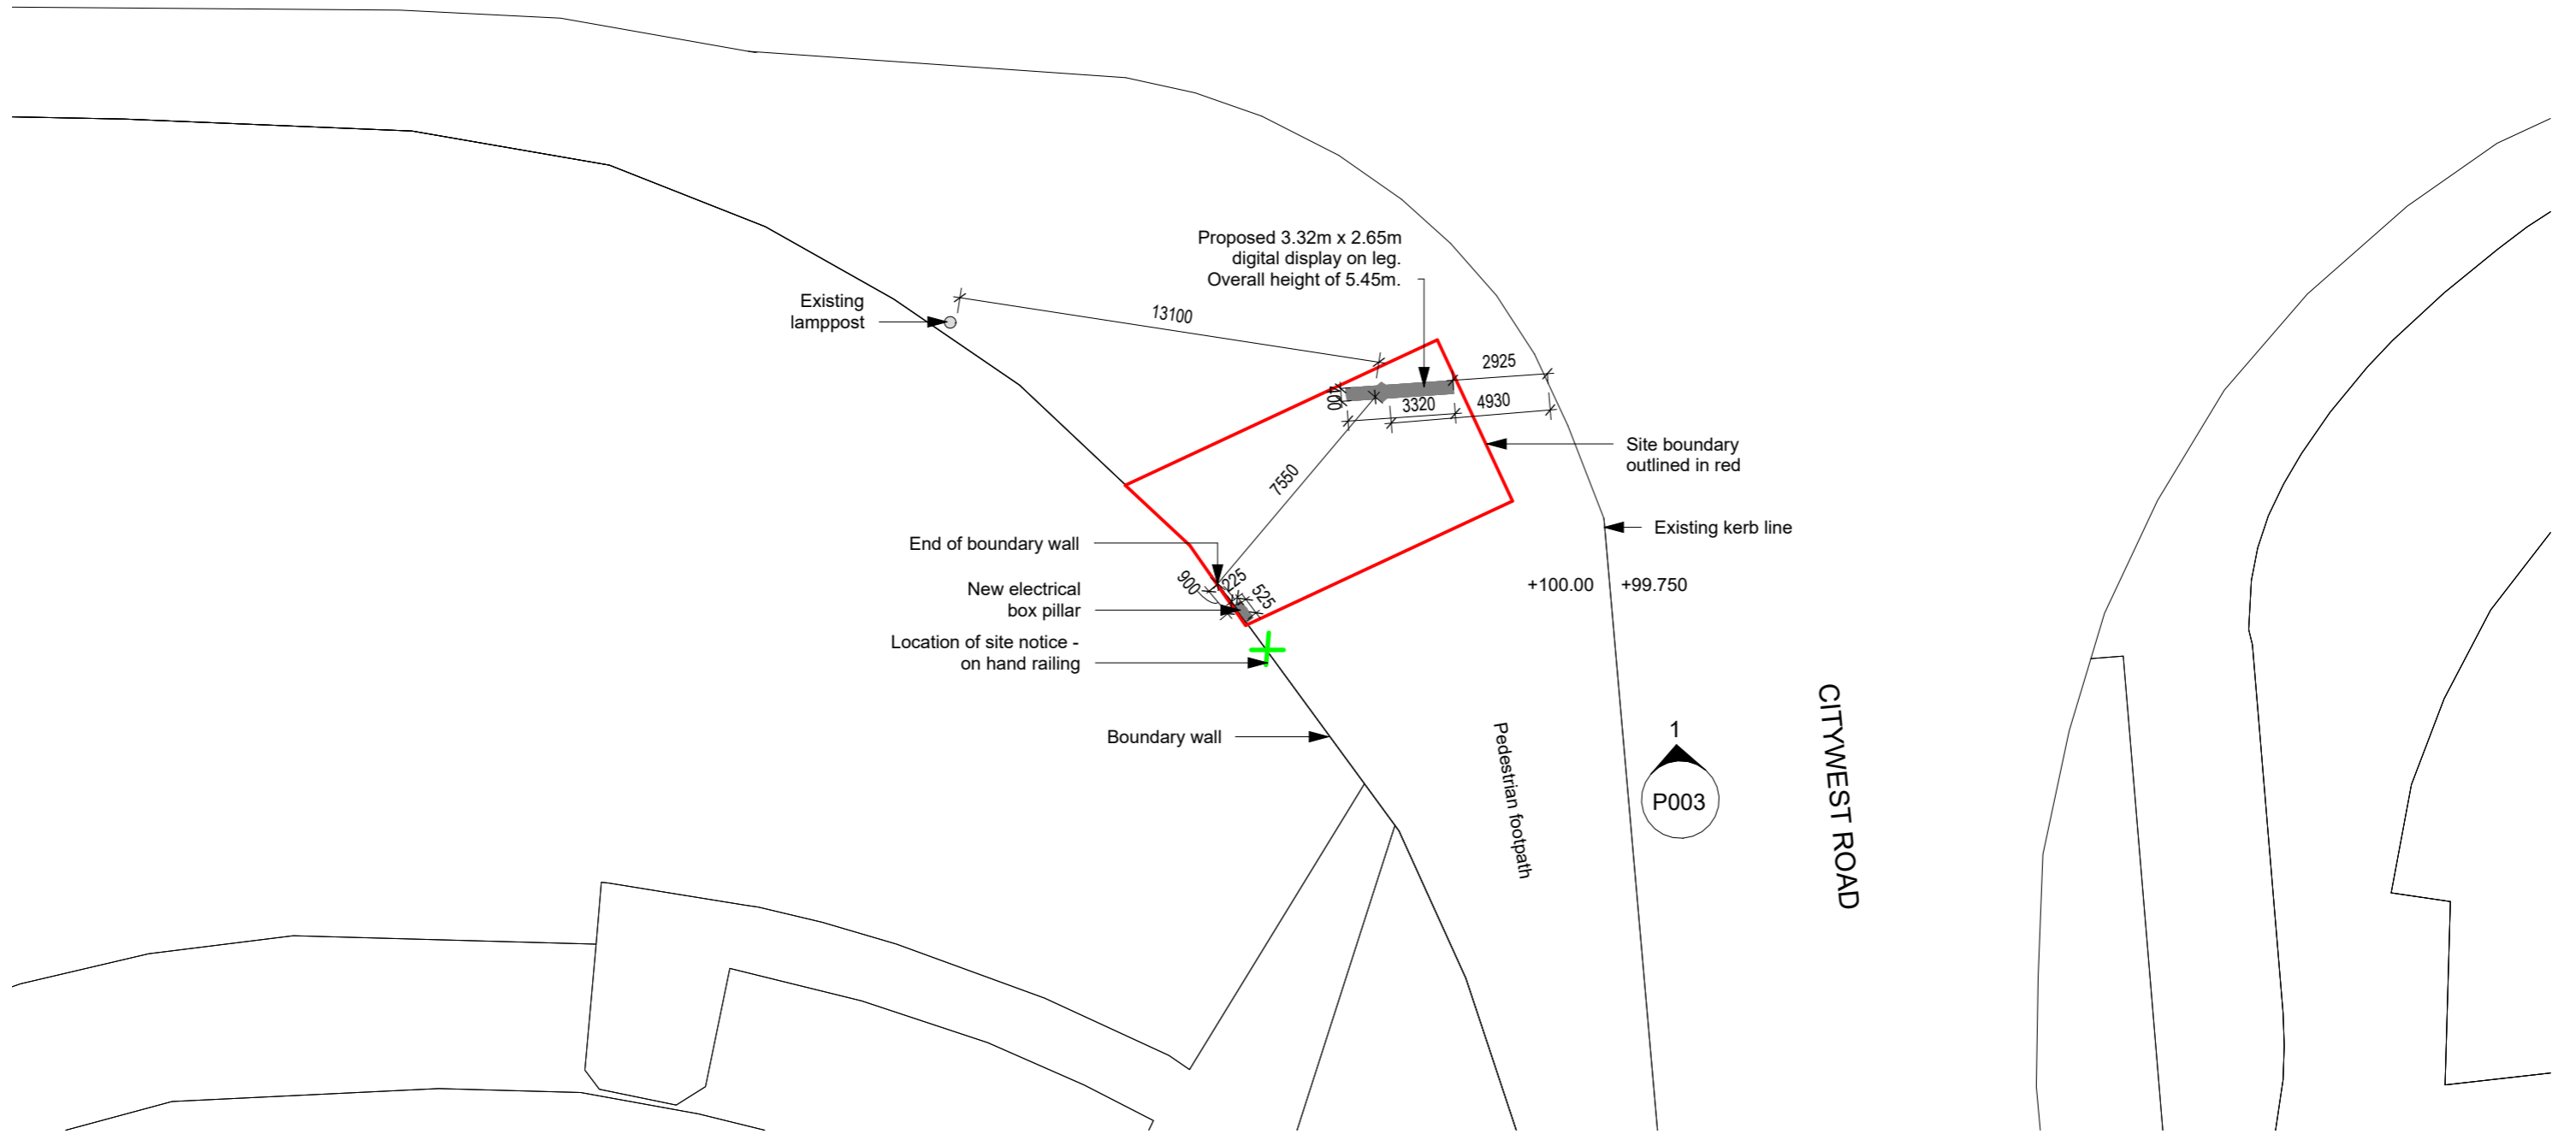 Proposed 3.32m x 2.65m
digital display on leg.
Overall height of 5.45m.
Existing
lamppost
13100
2925
400
3320
4930
Site boundary
outlined in red
7550
Existing kerb line
End of boundary wall
900
225
525
New electrical
box pillar
+100.00
+99.750
Location of site notice -
on hand railing
Boundary wall
Pedestrian footpath
1
P003
CITYWEST ROAD